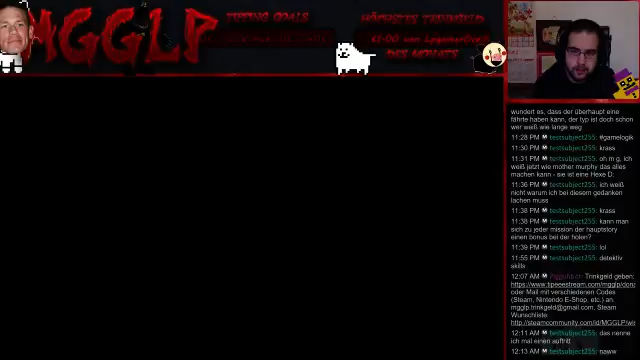 MGGLP
TIPPING GOALS
HÖCHSTES TRINKGELD
DES MONATS
wundert es, dass der überhaupt eine
fährte haben kann, der typ ist doch schon
wer weiß wie lange weg
11:28 PM testsubject255: #gamelogik
11:30 PM testsubject255: krass
11:31 PM testsubject255: oh m g, ich
weiß jetzt wie mother murphy das alles
machen kann - sie ist eine Hexe D:
11:36 PM testsubject255: ich weiß
nicht warum ich bei diesem gedanken
lachen muss
11:38 PM testsubject255: krass
11:38 PM testsubject255: kann man
sich zu jeder mission der hauptstory
einen bonus bei der holen?
11:39 PM testsubject255: lol
11:55 PM testsubject255: detektiv
skills
12:07 AM Trinkgeld geben:
https://www.tipeeestream.com/mgglp/don
oder Mail mit verschiedenen Codes
(Steam, Nintendo E-Shop, etc.) an
mgglp.trinkgeld@gmail.com, Steam
Wunschliste:
http://steamcommunity.com/id/MGGLP/wi
12:11 AM testsubject255: das nenne
ich mal einen auftritt
12:13 AM testsubject255: naww